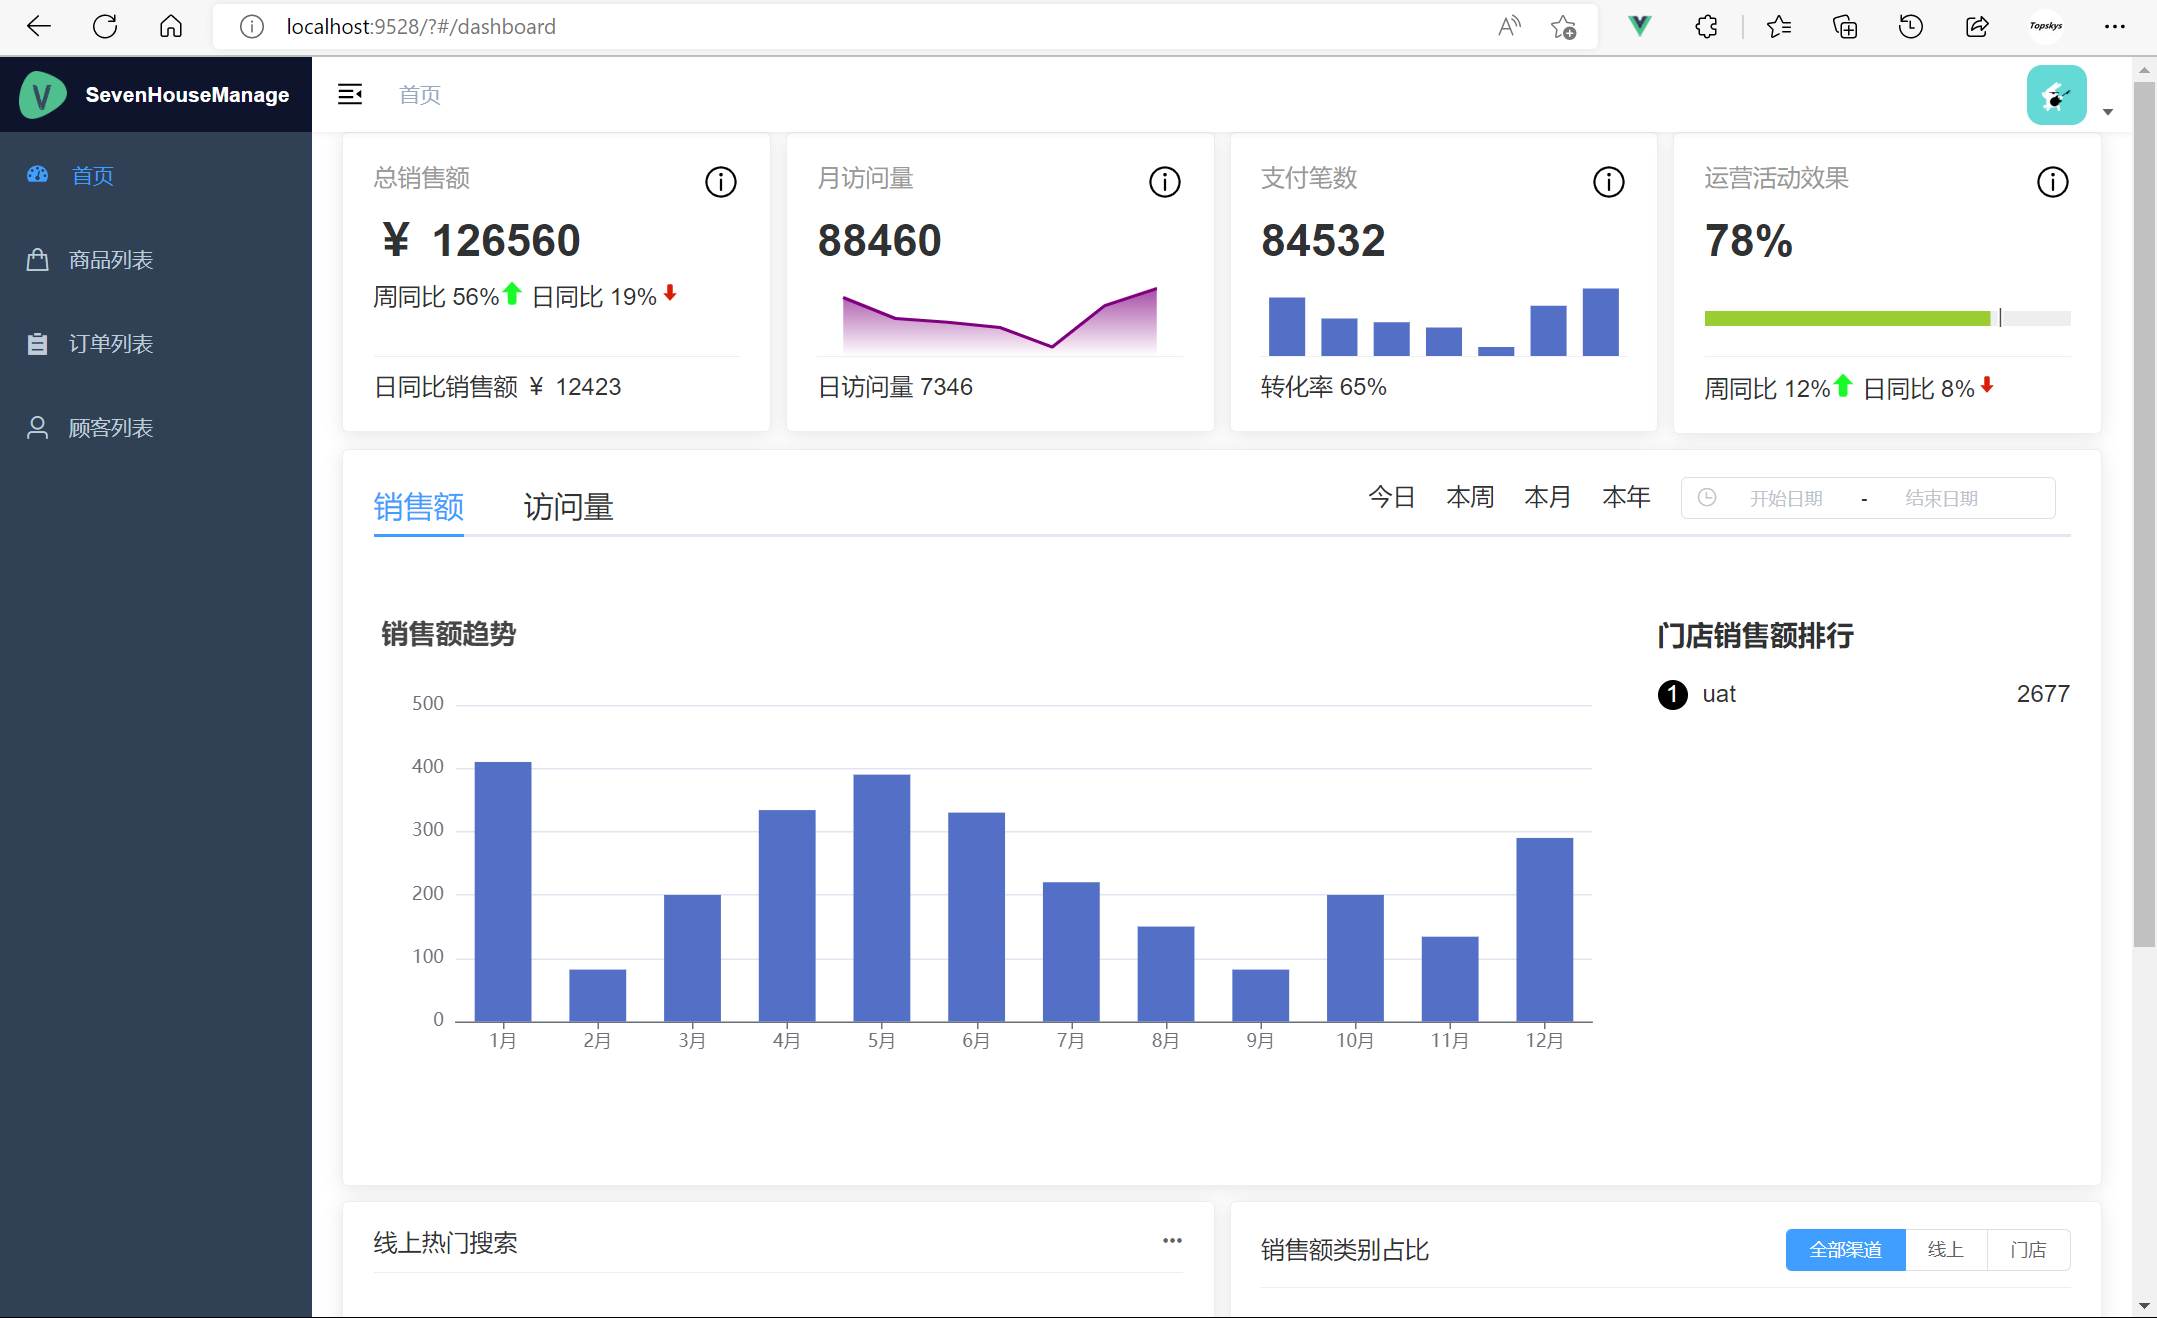 localhost:9528/?#/dashboard
Topskys
SevenHouseManage
首页
首页
商品列表
订单列表
顾客列表
总销售额
¥ 126560
周同比 56% 日同比 19%
日同比销售额 ¥ 12423
月访问量
88460
日访问量 7346
支付笔数
84532
转化率 65%
运营活动效果
78%
周同比 12% 日同比 8%
销售额 访问量 今日 本周 本月 本年 开始日期 - 结束日期
销售额趋势
500
400
300
200
100
0
1月 2月 3月 4月 5月 6月 7月 8月 9月 10月 11月 12月
门店销售额排行
1 uat 2677
线上热门搜索
销售额类别占比 全部渠道 线上 门店